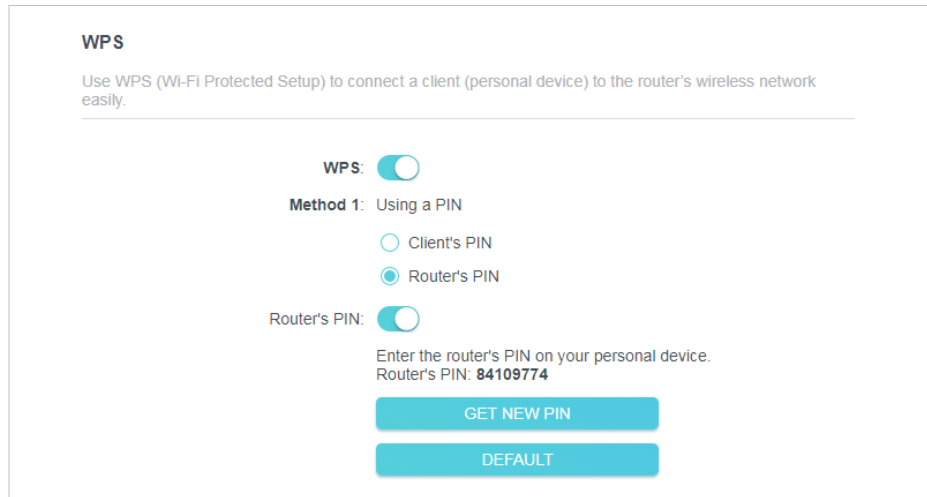 WPS
Use WPS (Wi-Fi Protected Setup) to connect a client (personal device) to the router's wireless network
easily.
WPS:
Method 1: Using a PIN
Client's PIN
Router's PIN
Router's PIN:
Enter the router's PIN on your personal device.
Router's PIN: 84109774
GET NEW PIN
DEFAULT